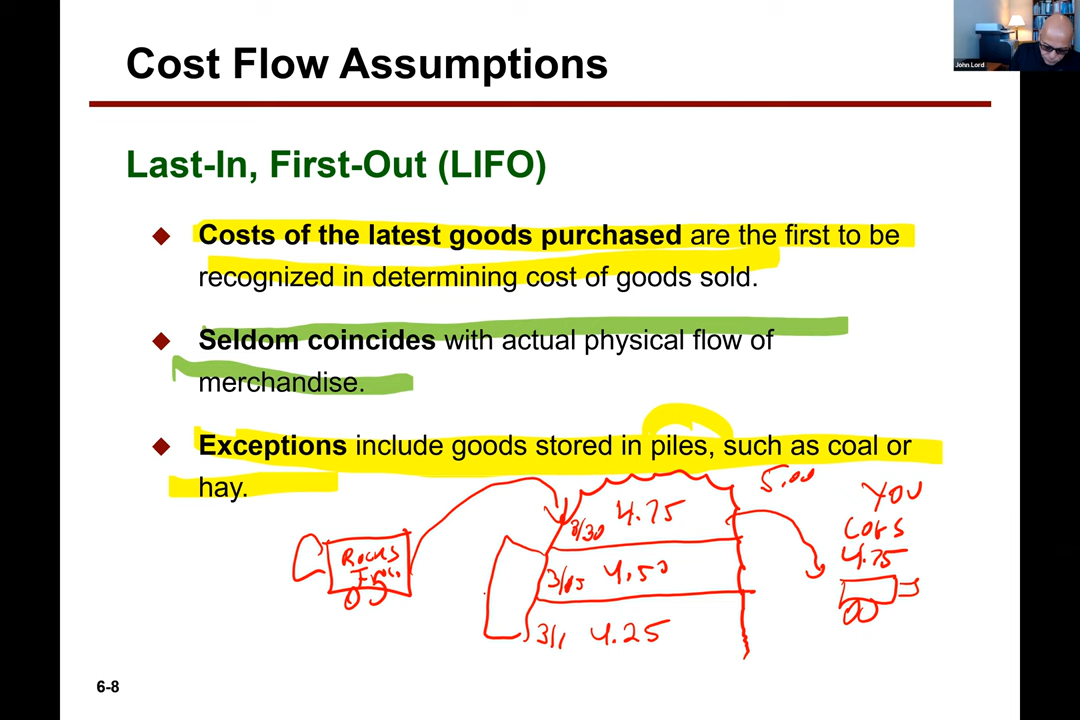 Cost Flow Assumptions
John Lord
Last-In, First-Out (LIFO)
Costs of the latest goods purchased are the first to be
recognized in determining cost of goods sold.
Seldom coincides with actual physical flow of
merchandise.
Exceptions include goods stored in piles, such as coal or
hay.
5.00
YOU
COGS
4.75
3/30 4.75
Rocks
4.50
3/1 4.25
6-8